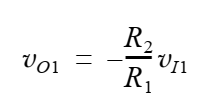 v_{O1} = -\frac{R_2}{R_1} v_{I1}